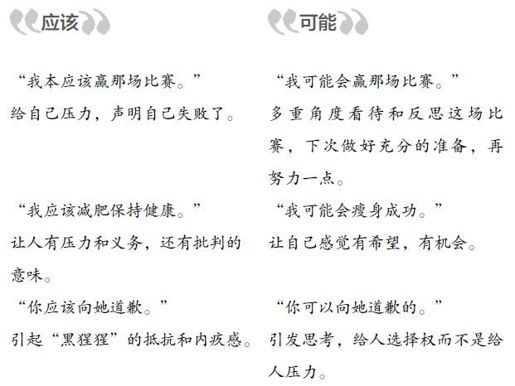 应该
“我本应该赢那场比赛。”
给自己压力，声明自己失败了。
“我应该减肥保持健康。”
让人有压力和义务，还有批判的
意味。
“你应该向她道歉。”
引起“黑猩猩”的抵抗和内疚感。
可能
“我可能会赢那场比赛。”
多重角度看待和反思这场比
赛，下次做好充分的准备，再
努力一点。
“我可能会瘦身成功。”
让自己感觉有希望，有机会。
“你可以向她道歉的。”
引发思考，给人选择权而不是给
人压力。